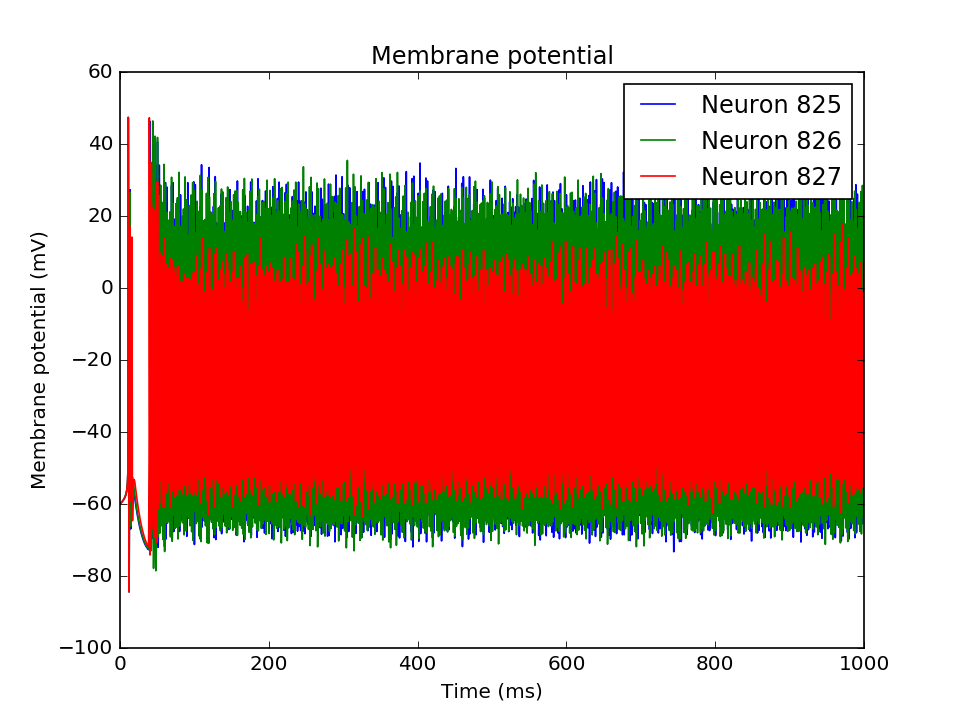 Membrane potential
Neuron 825
Neuron 826
Neuron 827
60
40
20
0
−20
−40
−60
−80
−100
Membrane potential (mV)
0 200 400 600 800 1000
Time (ms)